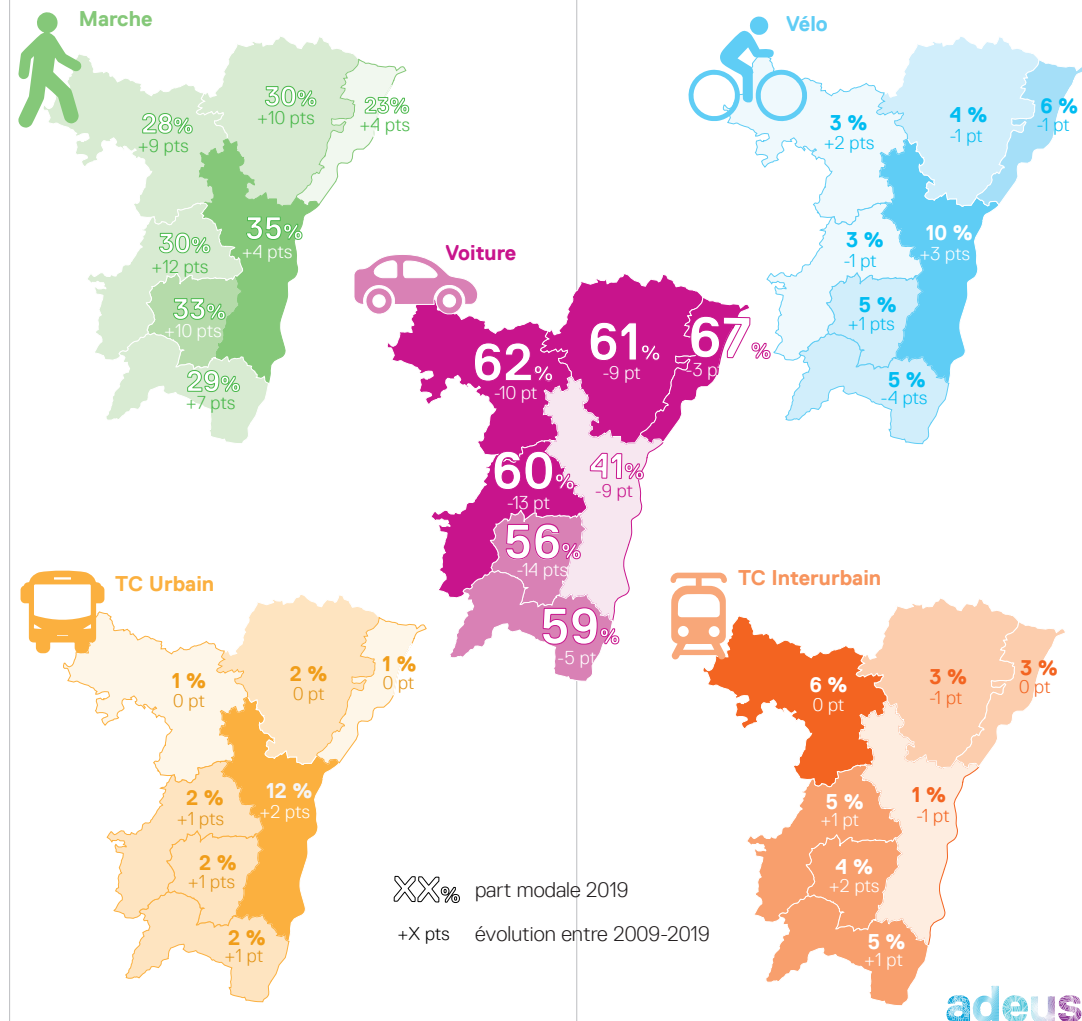 Marche
30%
+10 pts
23%
+4 pts
28%
+9 pts
35%
+4 pts
30%
+12 pts
33%
+10 pts
29%
+7 pts
Vélo
4 %
-1 pt
6 %
-1 pt
3 %
+2 pts
10 %
+3 pts
3 %
-1 pt
5 %
+1 pts
5 %
-4 pts
Voiture
61%
-9 pt
67%
-3 pt
62%
-10 pt
60%
-13 pt
41%
-9 pt
56%
-14 pts
59%
-5 pt
TC Urbain
2 %
0 pt
1 %
0 pt
1 %
0 pt
12 %
+2 pts
2 %
+1 pts
2 %
+1 pts
2 %
+1 pt
TC Interurbain
3 %
-1 pt
3 %
0 pt
6 %
0 pt
1 %
-1 pt
5 %
+1 pt
4 %
+2 pts
5 %
+1 pt
XX% part modale 2019
+X pts évolution entre 2009-2019
adeus